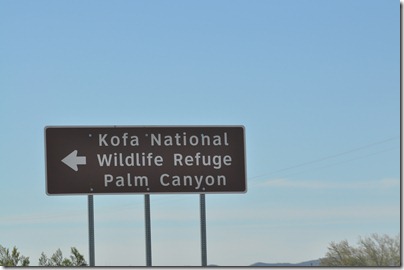 Kofa National
Wildlife Refuge
Palm Canyon